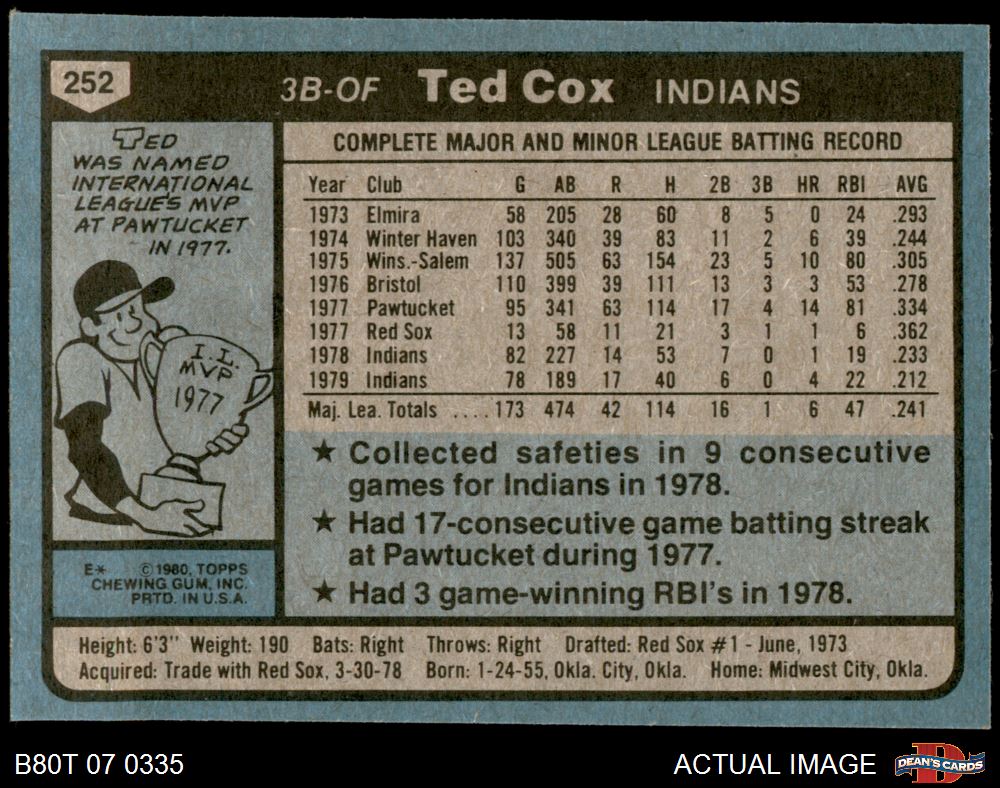 252
3B-OF Ted Cox INDIANS
TED
WAS NAMED
INTERNATIONAL
LEAGUE'S MVP
AT PAWTUCKET
IN 1977.
I.L.
MVP
1977
E* © 1980, TOPPS
CHEWING GUM, INC.
PRTD. IN U.S.A.
COMPLETE MAJOR AND MINOR LEAGUE BATTING RECORD
Year Club G AB R H 2B 3B HR RBI AVG
1973 Elmira 58 205 28 60 8 5 0 24 .293
1974 Winter Haven 103 340 39 83 11 2 6 39 .244
1975 Wins.-Salem 137 505 63 154 23 5 10 80 .305
1976 Bristol 110 399 39 111 13 3 3 53 .278
1977 Pawtucket 95 341 63 114 17 4 14 81 .334
1977 Red Sox 13 58 11 21 3 1 1 6 .362
1978 Indians 82 227 14 53 7 0 1 19 .233
1979 Indians 78 189 17 40 6 0 4 22 .212
Maj. Lea. Totals .... 173 474 42 114 16 1 6 47 .241
★ Collected safeties in 9 consecutive
games for Indians in 1978.
★ Had 17-consecutive game batting streak
at Pawtucket during 1977.
★ Had 3 game-winning RBI's in 1978.
Height: 6'3" Weight: 190 Bats: Right Throws: Right Drafted: Red Sox #1 - June, 1973
Acquired: Trade with Red Sox, 3-30-78 Born: 1-24-55, Okla. City, Okla. Home: Midwest City, Okla.
B80T 07 0335 ACTUAL IMAGE
D
DEAN'S CARDS